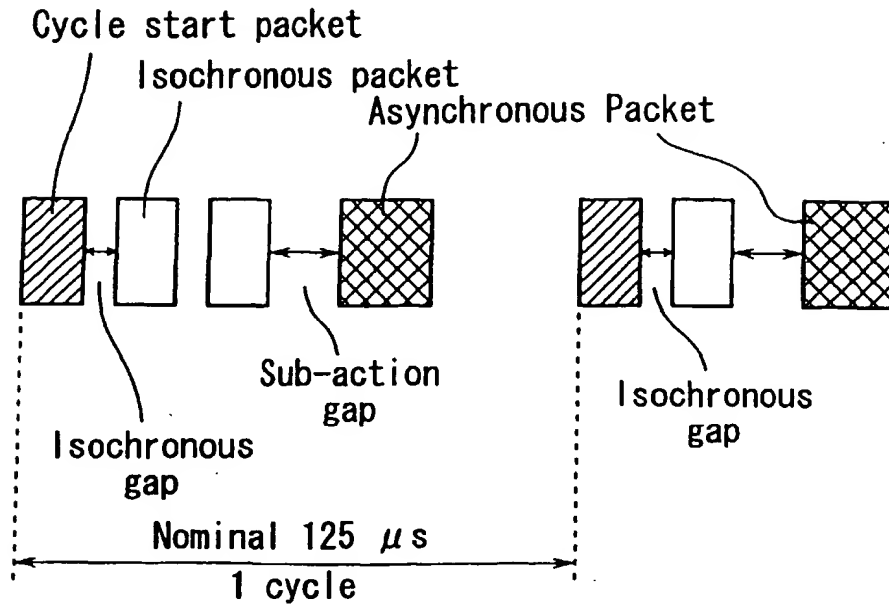 Cycle start packet
Isochronous packet
Asynchronous Packet
Sub-action
gap
Isochronous
gap
Isochronous
gap
Nominal 125 μs
1 cycle